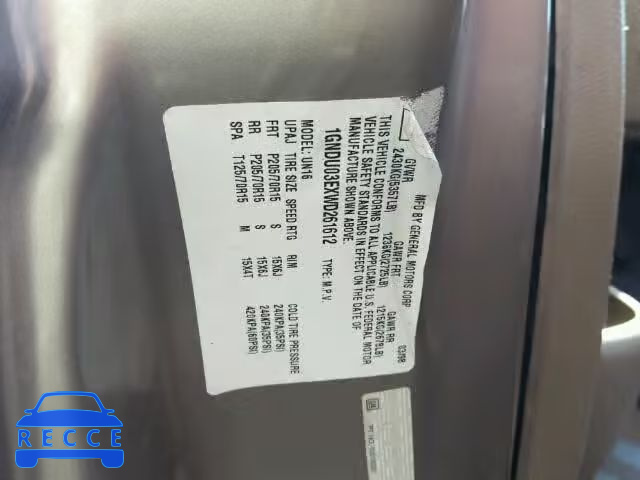 MFD BY GENERAL MOTORS CORP
03/98
GVWR GAWR FRT GAWR RR
2430KG(5357LB) 1236KG(2725LB) 1215KG(2679LB)
THIS VEHICLE CONFORMS TO ALL APPLICABLE U.S. FEDERAL MOTOR
VEHICLE SAFETY STANDARDS IN EFFECT ON THE DATE OF
MANUFACTURE SHOWN ABOVE.
1GNDU03EXWD261612 TYPE: M.P.V.
MODEL: UN16
UPAJ TIRE SIZE SPEED RTG RIM COLD TIRE PRESSURE
FRT P205/70R15 S 15X6J 240KPA(35PSI)
RR P205/70R15 S 15X6J 240KPA(35PSI)
SPA T125/70R15 M 15X4T 420KPA(60PSI)
GM
RECCE